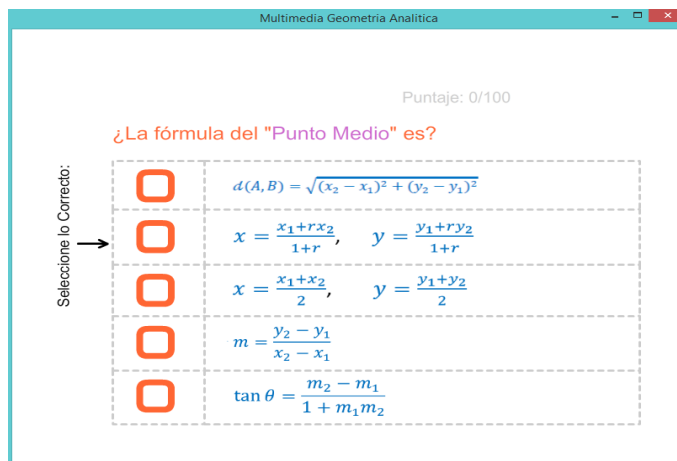 Multimedia Geometria Analitica
Puntaje: 0/100
¿La fórmula del "Punto Medio" es?
Seleccione lo Correcto:
d(A, B) = √(x₂ − x₁)² + (y₂ − y₁)²
x = x₁+rx₂/1+r, y = y₁+ry₂/1+r
x = x₁+x₂/2, y = y₁+y₂/2
m = y₂ − y₁/x₂ − x₁
tan θ = m₂ − m₁/1 + m₁m₂